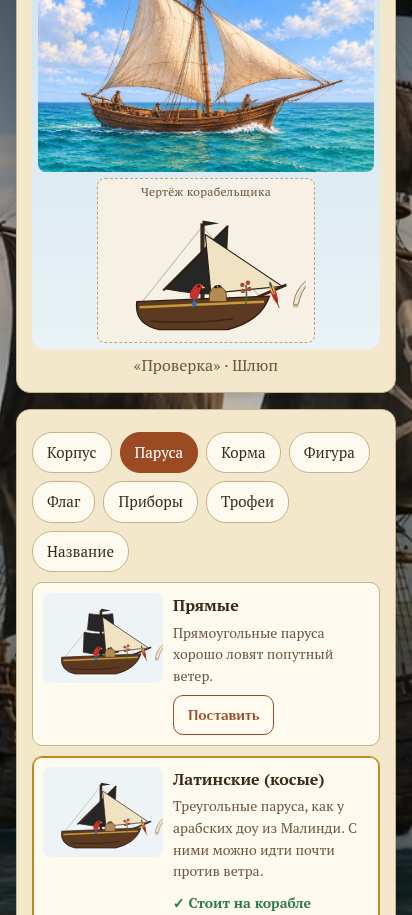 Чертёж корабельщика
«Проверка» · Шлюп
Корпус
Паруса
Корма
Фигура
Флаг
Приборы
Трофеи
Название
Прямые
Прямоугольные паруса
хорошо ловят попутный
ветер.
Поставить
Латинские (косые)
Треугольные паруса, как у
арабских доу из Малинди. С
ними можно идти почти
против ветра.
✓ Стоит на корабле